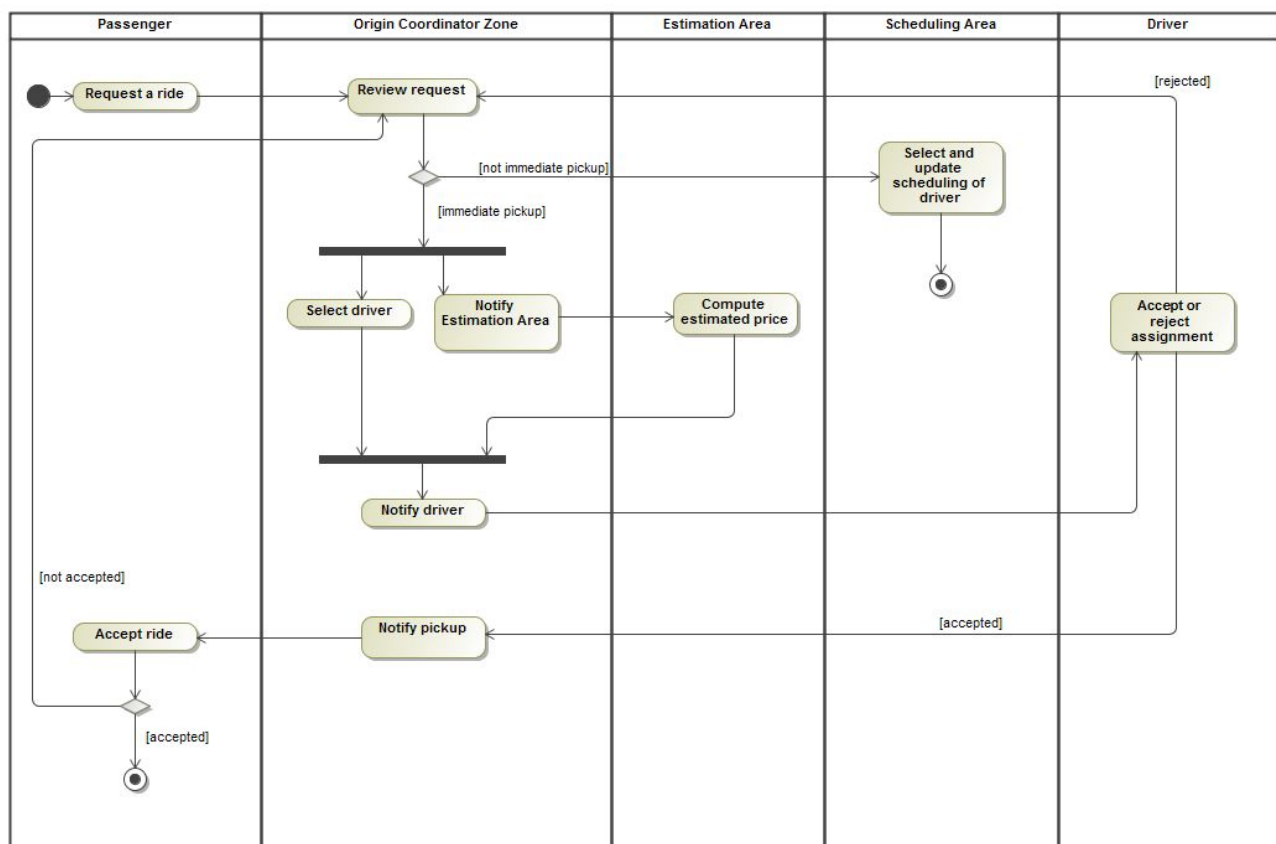 Passenger
Origin Coordinator Zone
Estimation Area
Scheduling Area
Driver
Request a ride
Review request
[rejected]
[not immediate pickup]
Select and
update
scheduling of
driver
[immediate pickup]
Select driver
Notify
Estimation Area
Compute
estimated price
Accept or
reject
assignment
Notify driver
[not accepted]
Accept ride
Notify pickup
[accepted]
[accepted]